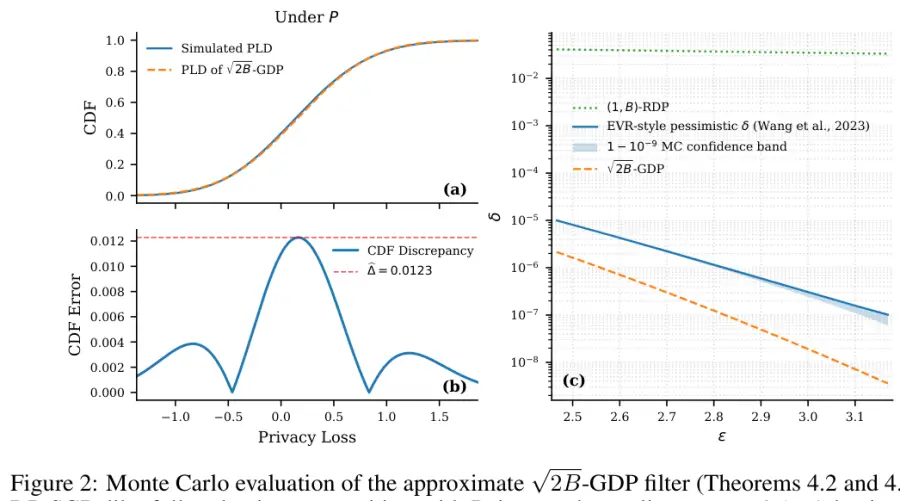 Under P
1.0
0.8
0.6
0.4
0.2
0.0
CDF
Simulated PLD
PLD of √2B-GDP
(a)
0.012
0.010
0.008
0.006
0.004
0.002
0.000
CDF Error
CDF Discrepancy
Δ̂ = 0.0123
(b)
−1.0 −0.5 0.0 0.5 1.0 1.5
Privacy Loss
10⁻²
10⁻³
10⁻⁴
10⁻⁵
10⁻⁶
10⁻⁷
10⁻⁸
δ
(1, B)-RDP
EVR-style pessimistic δ (Wang et al., 2023)
1 − 10⁻⁹ MC confidence band
√2B-GDP
(c)
2.5 2.6 2.7 2.8 2.9 3.0 3.1
ε
Figure 2: Monte Carlo evaluation of the approximate √2B-GDP filter (Theorems 4.2 and 4.